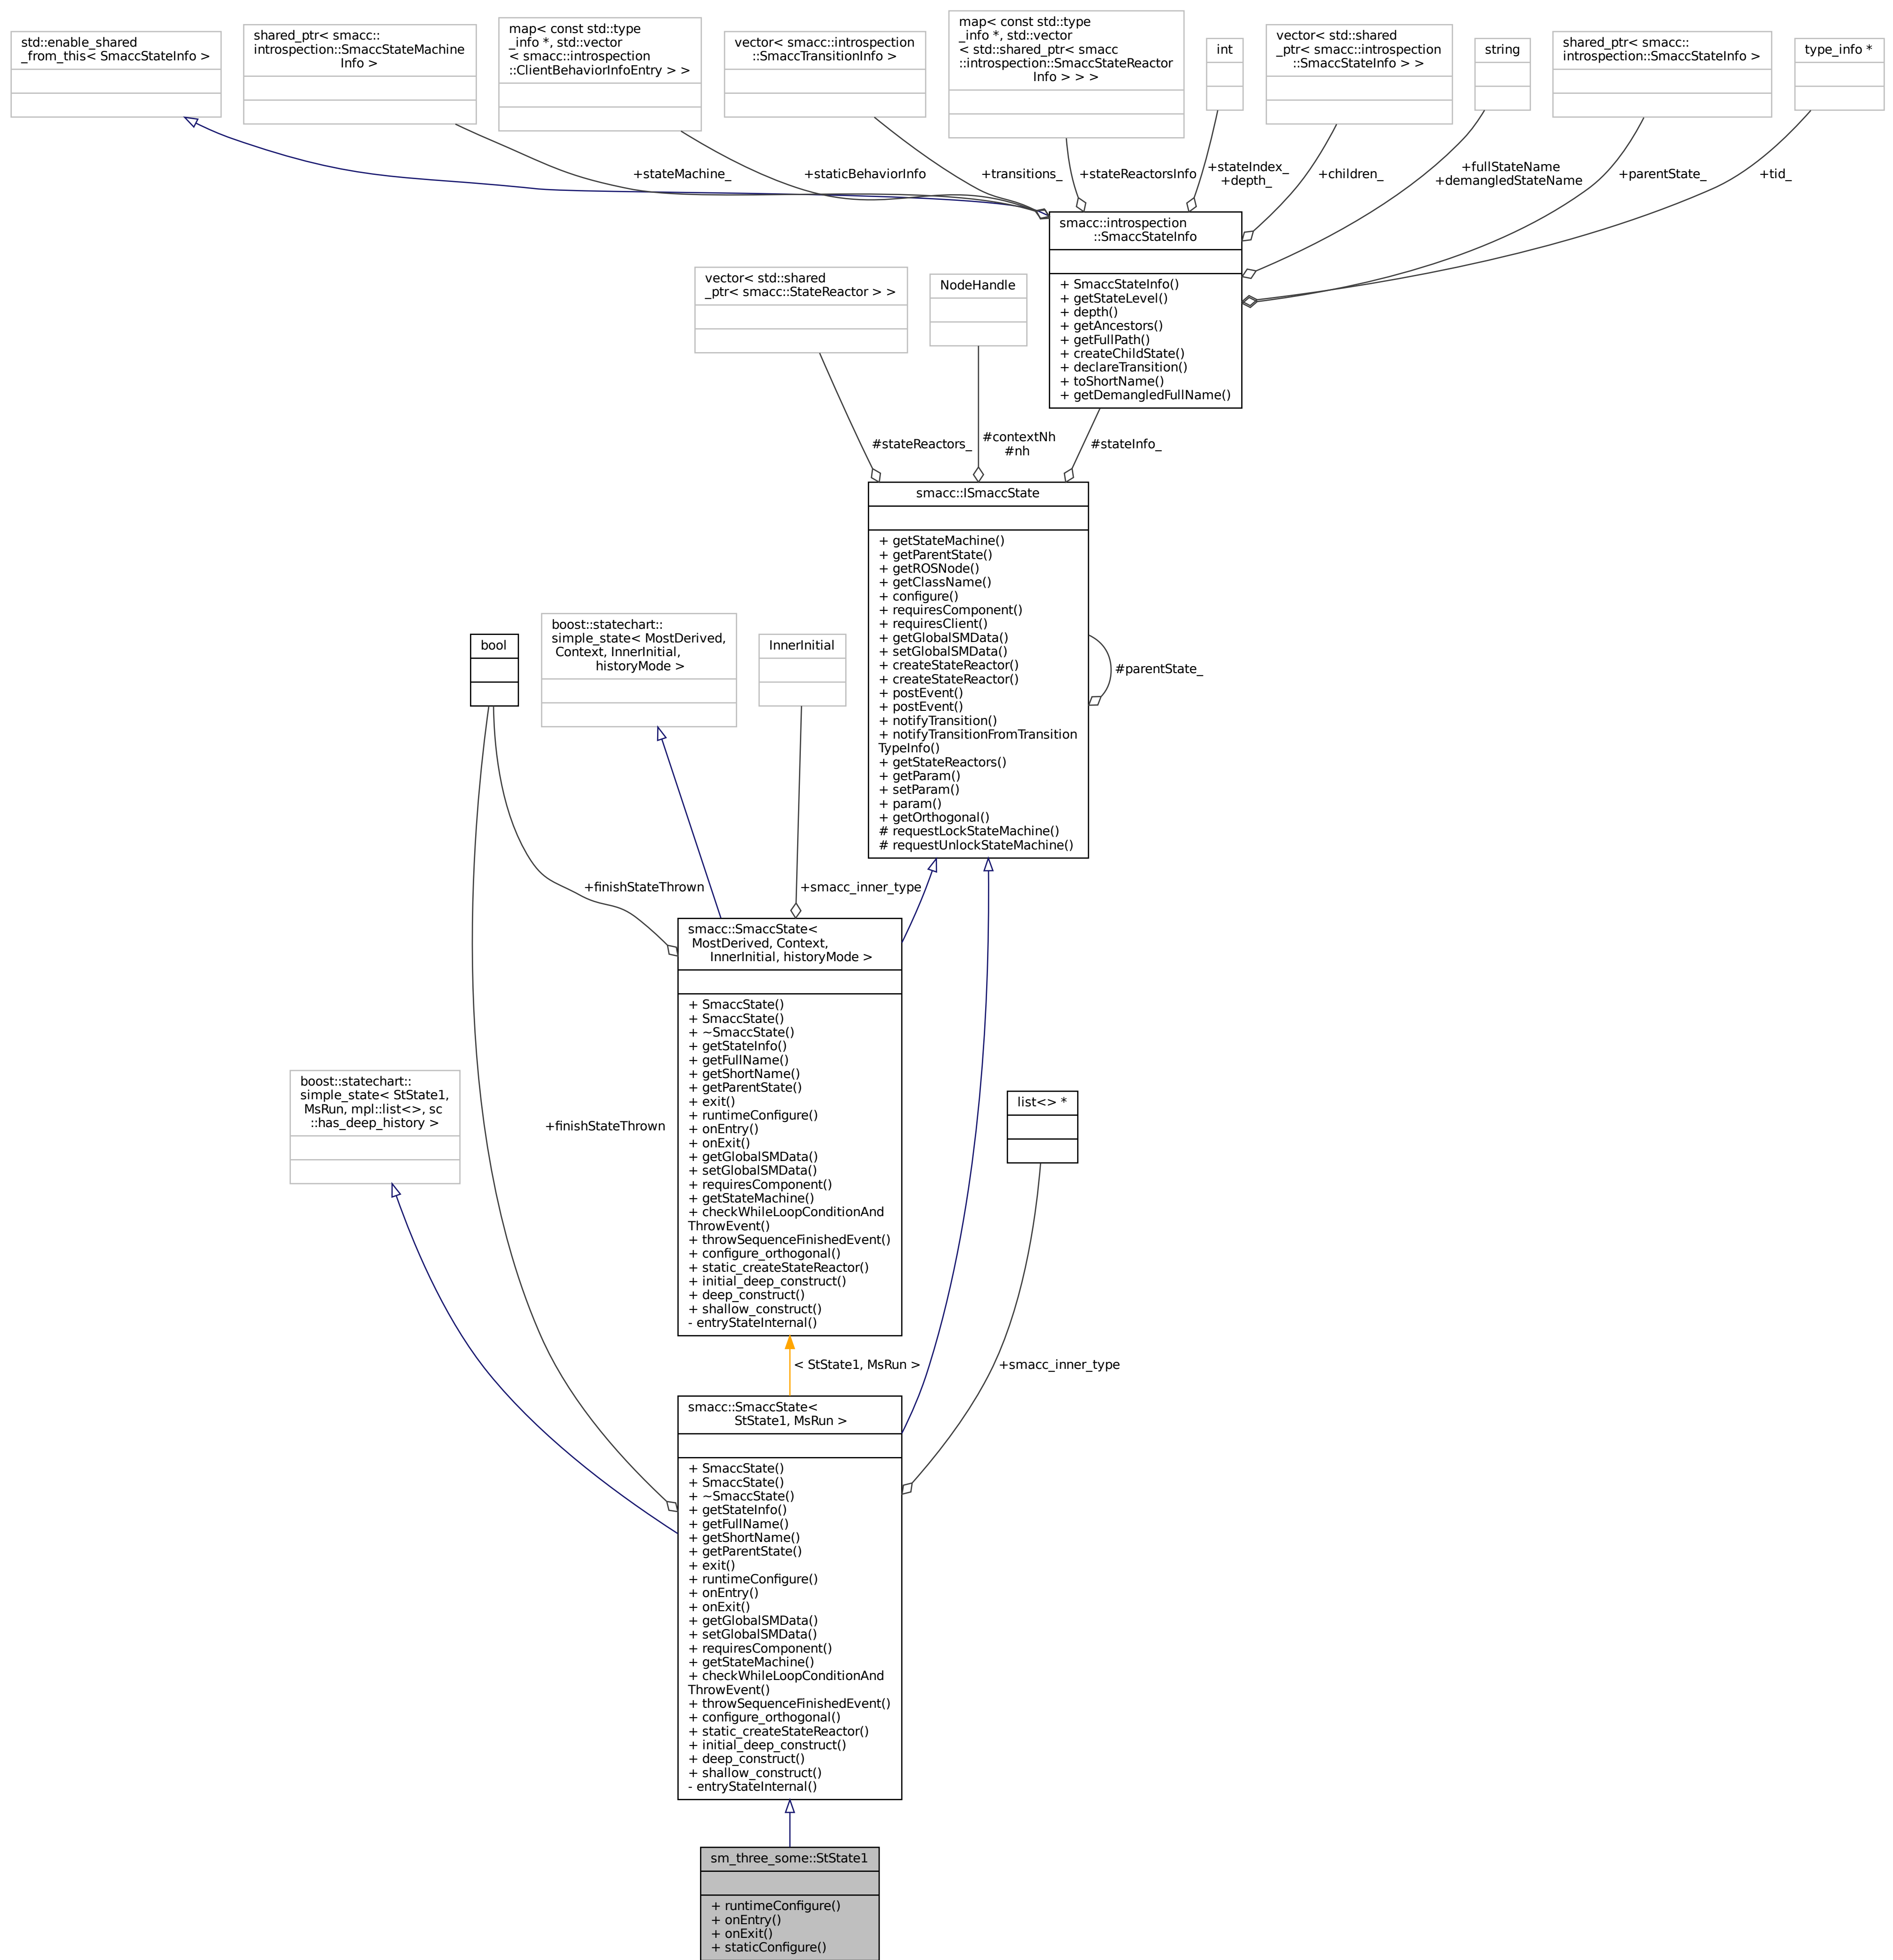 std::enable_shared
_from_this< SmaccStateInfo >
shared_ptr< smacc::
introspection::SmaccStateMachine
Info >
map< const std::type
_info *, std::vector
< smacc::introspection
::ClientBehaviorInfoEntry > >
vector< smacc::introspection
::SmaccTransitionInfo >
map< const std::type
_info *, std::vector
< std::shared_ptr< smacc
::introspection::SmaccStateReactor
Info > > >
int
vector< std::shared
_ptr< smacc::introspection
::SmaccStateInfo > >
string
shared_ptr< smacc::
introspection::SmaccStateInfo >
type_info *
+stateMachine_
+staticBehaviorInfo
+transitions_
+stateReactorsInfo
+stateIndex_
+depth_
+children_
+fullStateName
+demangledStateName
+parentState_
+tid_
smacc::introspection
::SmaccStateInfo
+ SmaccStateInfo()
+ getStateLevel()
+ depth()
+ getAncestors()
+ getFullPath()
+ createChildState()
+ declareTransition()
+ toShortName()
+ getDemangledFullName()
vector< std::shared
_ptr< smacc::StateReactor > >
NodeHandle
#stateReactors_
#contextNh
#nh
#stateInfo_
smacc::ISmaccState
+ getStateMachine()
+ getParentState()
+ getROSNode()
+ getClassName()
+ configure()
+ requiresComponent()
+ requiresClient()
+ getGlobalSMData()
+ setGlobalSMData()
+ createStateReactor()
+ createStateReactor()
+ postEvent()
+ postEvent()
+ notifyTransition()
+ notifyTransitionFromTransition
TypeInfo()
+ getStateReactors()
+ getParam()
+ setParam()
+ param()
+ getOrthogonal()
# requestLockStateMachine()
# requestUnlockStateMachine()
#parentState_
bool
boost::statechart::
simple_state< MostDerived,
Context, InnerInitial,
historyMode >
InnerInitial
+finishStateThrown
+smacc_inner_type
smacc::SmaccState<
MostDerived, Context,
InnerInitial, historyMode >
+ SmaccState()
+ SmaccState()
+ ~SmaccState()
+ getStateInfo()
+ getFullName()
+ getShortName()
+ getParentState()
+ exit()
+ runtimeConfigure()
+ onEntry()
+ onExit()
+ getGlobalSMData()
+ setGlobalSMData()
+ requiresComponent()
+ getStateMachine()
+ checkWhileLoopConditionAnd
ThrowEvent()
+ throwSequenceFinishedEvent()
+ configure_orthogonal()
+ static_createStateReactor()
+ initial_deep_construct()
+ deep_construct()
+ shallow_construct()
- entryStateInternal()
boost::statechart::
simple_state< StState1,
MsRun, mpl::list<>, sc
::has_deep_history >
+finishStateThrown
list<> *
< StState1, MsRun >
+smacc_inner_type
smacc::SmaccState<
StState1, MsRun >
+ SmaccState()
+ SmaccState()
+ ~SmaccState()
+ getStateInfo()
+ getFullName()
+ getShortName()
+ getParentState()
+ exit()
+ runtimeConfigure()
+ onEntry()
+ onExit()
+ getGlobalSMData()
+ setGlobalSMData()
+ requiresComponent()
+ getStateMachine()
+ checkWhileLoopConditionAnd
ThrowEvent()
+ throwSequenceFinishedEvent()
+ configure_orthogonal()
+ static_createStateReactor()
+ initial_deep_construct()
+ deep_construct()
+ shallow_construct()
- entryStateInternal()
sm_three_some::StState1
+ runtimeConfigure()
+ onEntry()
+ onExit()
+ staticConfigure()